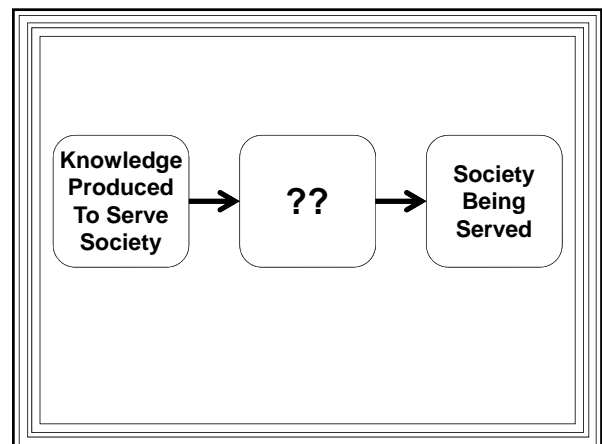 Knowledge
Produced
To Serve
Society
??
Society
Being
Served